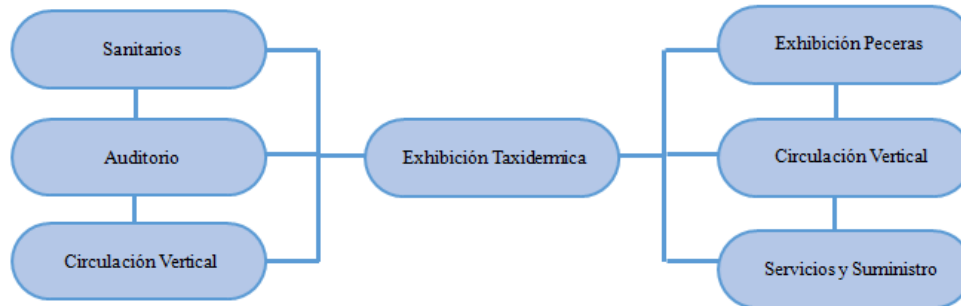 Sanitarios
Auditorio
Circulación Vertical
Exhibición Taxidermica
Exhibición Peceras
Circulación Vertical
Servicios y Suministro